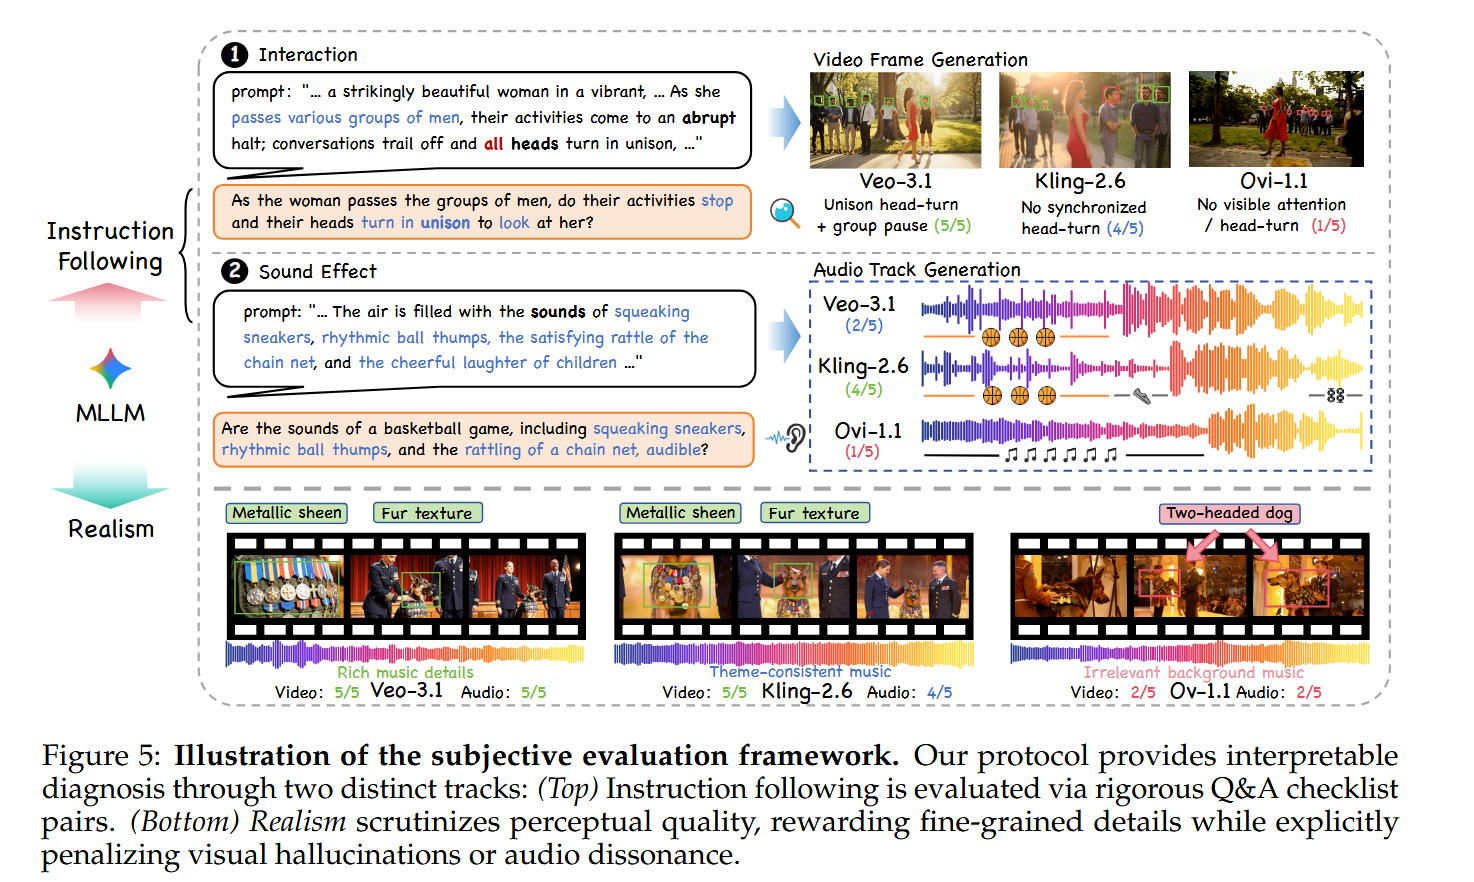 1 Interaction
prompt: "... a strikingly beautiful woman in a vibrant, ... As she
passes various groups of men, their activities come to an abrupt
halt; conversations trail off and all heads turn in unison, ..."
As the woman passes the groups of men, do their activities stop
and their heads turn in unison to look at her?
Video Frame Generation
Veo-3.1
Unison head-turn
+ group pause (5/5)
Kling-2.6
No synchronized
head-turn (4/5)
Ovi-1.1
No visible attention
/ head-turn (1/5)
Instruction
Following
MLLM
Realism
2 Sound Effect
prompt: "... The air is filled with the sounds of squeaking
sneakers, rhythmic ball thumps, the satisfying rattle of the
chain net, and the cheerful laughter of children ..."
Are the sounds of a basketball game, including squeaking sneakers,
rhythmic ball thumps, and the rattling of a chain net, audible?
Audio Track Generation
Veo-3.1
(2/5)
Kling-2.6
(4/5)
Ovi-1.1
(1/5)
Metallic sheen
Fur texture
Rich music details
Video: 5/5 Veo-3.1 Audio: 5/5
Metallic sheen
Fur texture
Theme-consistent music
Video: 5/5 Kling-2.6 Audio: 4/5
Two-headed dog
Irrelevant background music
Video: 2/5 Ov-1.1 Audio: 2/5
Figure 5: Illustration of the subjective evaluation framework. Our protocol provides interpretable
diagnosis through two distinct tracks: (Top) Instruction following is evaluated via rigorous Q&A checklist
pairs. (Bottom) Realism scrutinizes perceptual quality, rewarding fine-grained details while explicitly
penalizing visual hallucinations or audio dissonance.